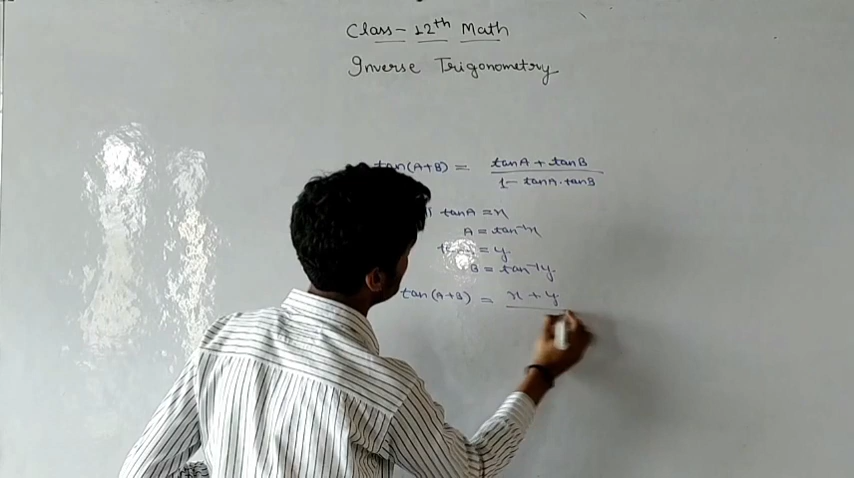 Class- 12th Math
Inverse Trigonometry
tan(A+B) = tanA + tanB / 1- tanA.tanB
tanA = x
A = tan⁻¹x
= y
B = tan⁻¹y
tan(A+B) = x + y